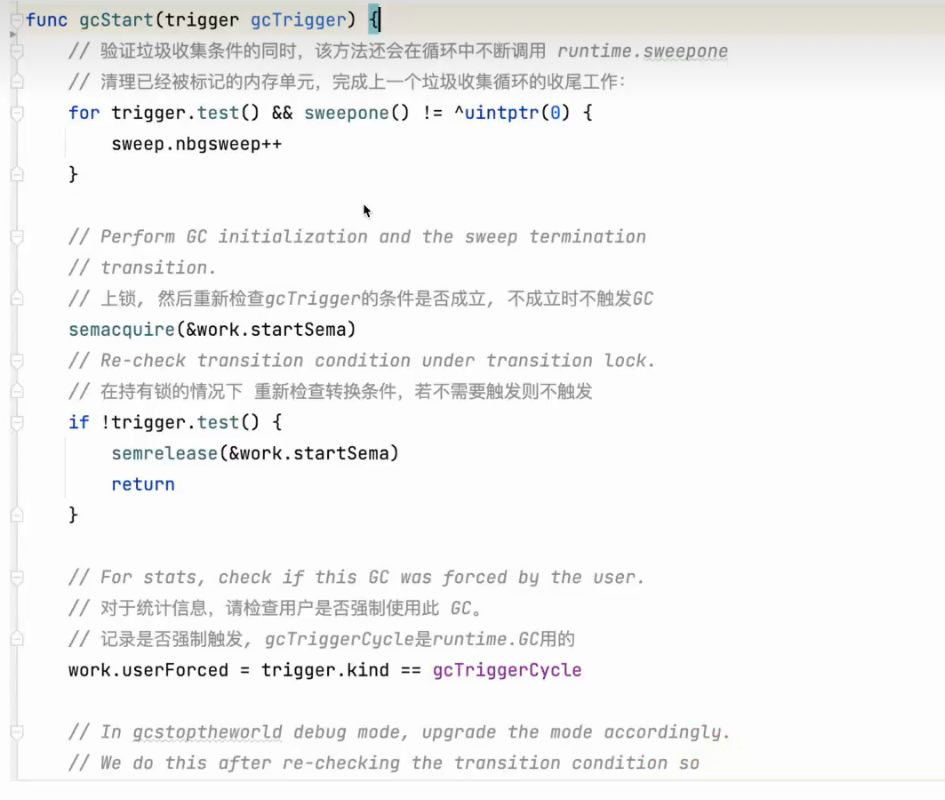 func gcStart(trigger gcTrigger) {
// 验证垃圾收集条件的同时，该方法还会在循环中不断调用 runtime.sweepone
// 清理已经被标记的内存单元，完成上一个垃圾收集循环的收尾工作：
for trigger.test() && sweepone() != ^uintptr(0) {
sweep.nbgsweep++
}
// Perform GC initialization and the sweep termination
// transition.
// 上锁, 然后重新检查gcTrigger的条件是否成立, 不成立时不触发GC
semacquire(&work.startSema)
// Re-check transition condition under transition lock.
// 在持有锁的情况下 重新检查转换条件，若不需要触发则不触发
if !trigger.test() {
semrelease(&work.startSema)
return
}
// For stats, check if this GC was forced by the user.
// 对于统计信息，请检查用户是否强制使用此 GC。
// 记录是否强制触发, gcTriggerCycle是runtime.GC用的
work.userForced = trigger.kind == gcTriggerCycle
// In gcstoptheworld debug mode, upgrade the mode accordingly.
// We do this after re-checking the transition condition so